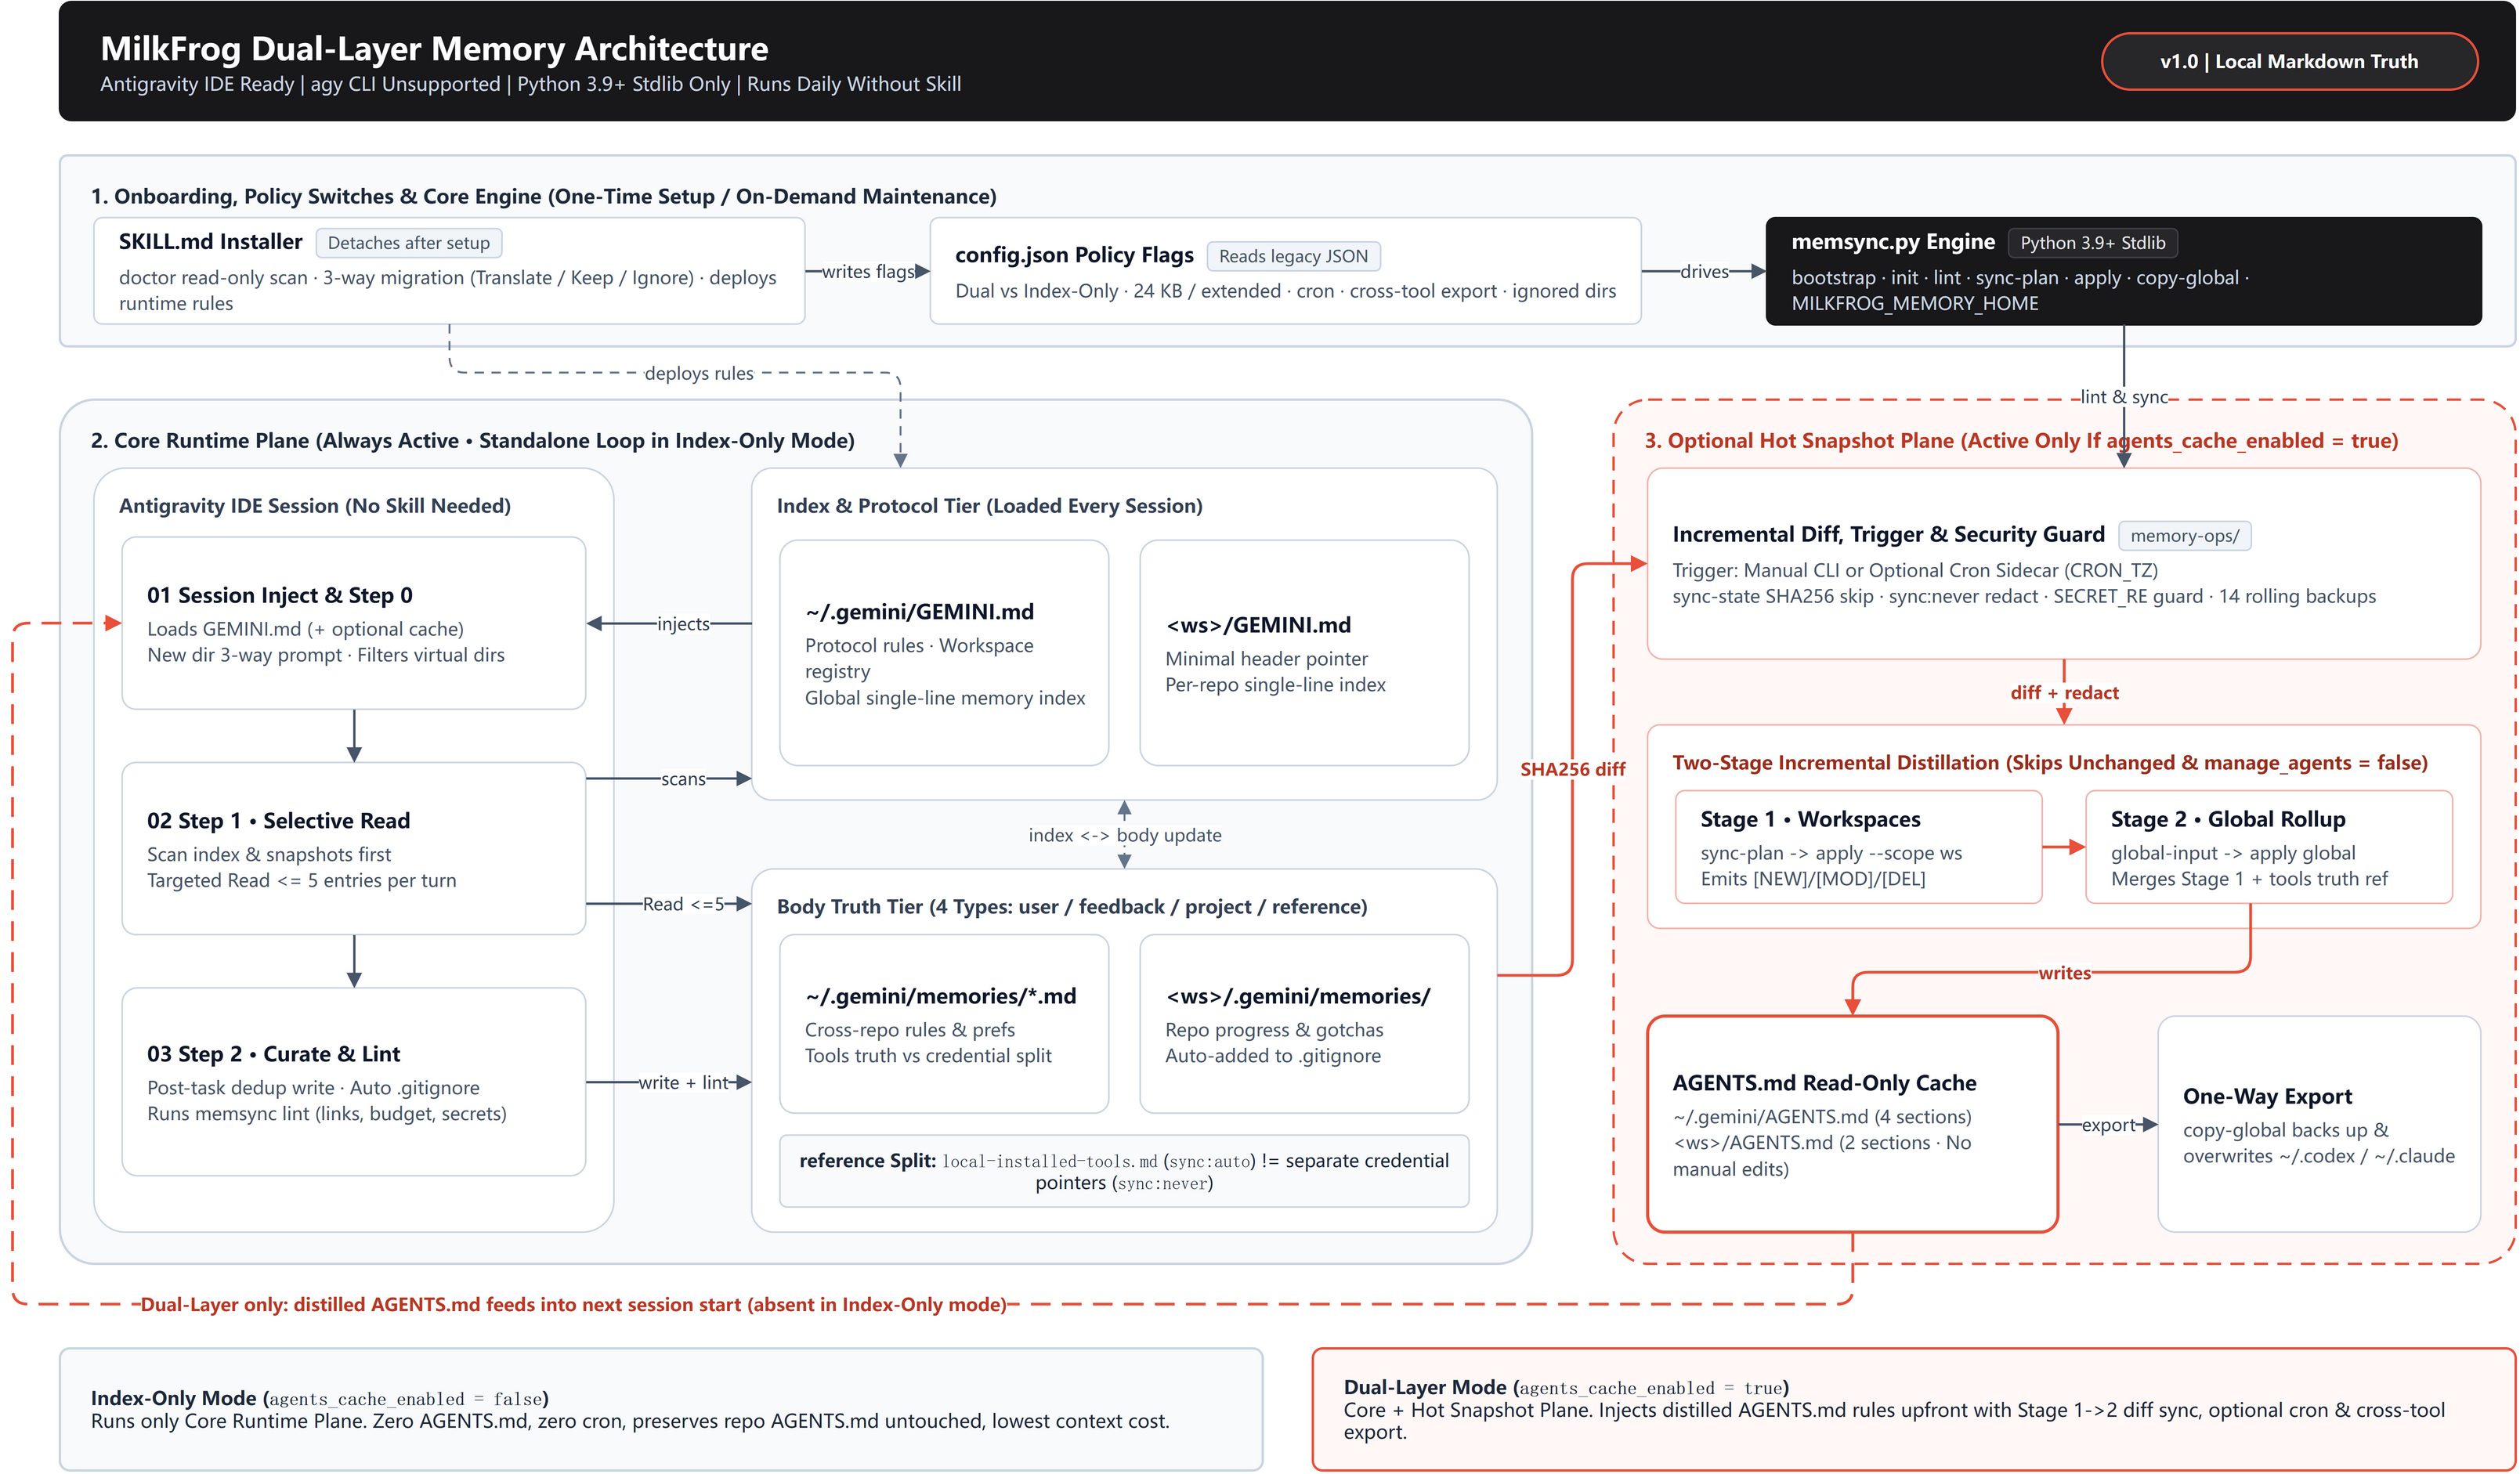 MilkFrog Dual-Layer Memory Architecture
Antigravity IDE Ready | agy CLI Unsupported | Python 3.9+ Stdlib Only | Runs Daily Without Skill
v1.0 | Local Markdown Truth
1. Onboarding, Policy Switches & Core Engine (One-Time Setup / On-Demand Maintenance)
SKILL.md Installer
Detaches after setup
doctor read-only scan · 3-way migration (Translate / Keep / Ignore) · deploys
runtime rules
writes flags
config.json Policy Flags
Reads legacy JSON
Dual vs Index-Only · 24 KB / extended · cron · cross-tool export · ignored dirs
drives
memsync.py Engine
Python 3.9+ Stdlib
bootstrap · init · lint · sync-plan · apply · copy-global ·
MILKFROG_MEMORY_HOME
deploys rules
lint & sync
2. Core Runtime Plane (Always Active • Standalone Loop in Index-Only Mode)
Antigravity IDE Session (No Skill Needed)
01 Session Inject & Step 0
Loads GEMINI.md (+ optional cache)
New dir 3-way prompt · Filters virtual dirs
02 Step 1 • Selective Read
Scan index & snapshots first
Targeted Read <= 5 entries per turn
03 Step 2 • Curate & Lint
Post-task dedup write · Auto .gitignore
Runs memsync lint (links, budget, secrets)
injects
scans
Read <=5
write + lint
Index & Protocol Tier (Loaded Every Session)
~/.gemini/GEMINI.md
Protocol rules · Workspace
registry
Global single-line memory index
<ws>/GEMINI.md
Minimal header pointer
Per-repo single-line index
index <-> body update
Body Truth Tier (4 Types: user / feedback / project / reference)
~/.gemini/memories/*.md
Cross-repo rules & prefs
Tools truth vs credential split
<ws>/.gemini/memories/
Repo progress & gotchas
Auto-added to .gitignore
reference Split: local-installed-tools.md (sync:auto) != separate credential
pointers (sync:never)
SHA256 diff
3. Optional Hot Snapshot Plane (Active Only If agents_cache_enabled = true)
Incremental Diff, Trigger & Security Guard
memory-ops/
Trigger: Manual CLI or Optional Cron Sidecar (CRON_TZ)
sync-state SHA256 skip · sync:never redact · SECRET_RE guard · 14 rolling backups
diff + redact
Two-Stage Incremental Distillation (Skips Unchanged & manage_agents = false)
Stage 1 • Workspaces
sync-plan -> apply --scope ws
Emits [NEW]/[MOD]/[DEL]
Stage 2 • Global Rollup
global-input -> apply global
Merges Stage 1 + tools truth ref
writes
AGENTS.md Read-Only Cache
~/.gemini/AGENTS.md (4 sections)
<ws>/AGENTS.md (2 sections · No
manual edits)
export
One-Way Export
copy-global backs up &
overwrites ~/.codex / ~/.claude
Dual-Layer only: distilled AGENTS.md feeds into next session start (absent in Index-Only mode)
Index-Only Mode (agents_cache_enabled = false)
Runs only Core Runtime Plane. Zero AGENTS.md, zero cron, preserves repo AGENTS.md untouched, lowest context cost.
Dual-Layer Mode (agents_cache_enabled = true)
Core + Hot Snapshot Plane. Injects distilled AGENTS.md rules upfront with Stage 1->2 diff sync, optional cron & cross-tool
export.